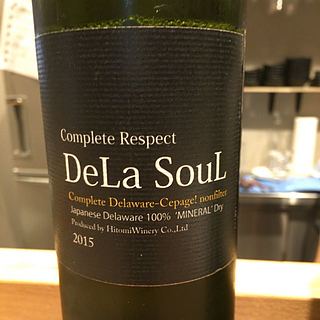 Complete Respect
DeLa SouL
Complete Delaware-Cepage! nonfilter
Japanese Delaware 100% 'MINERAL' Dry
Produced by HitomiWinery Co.,Ltd
2015